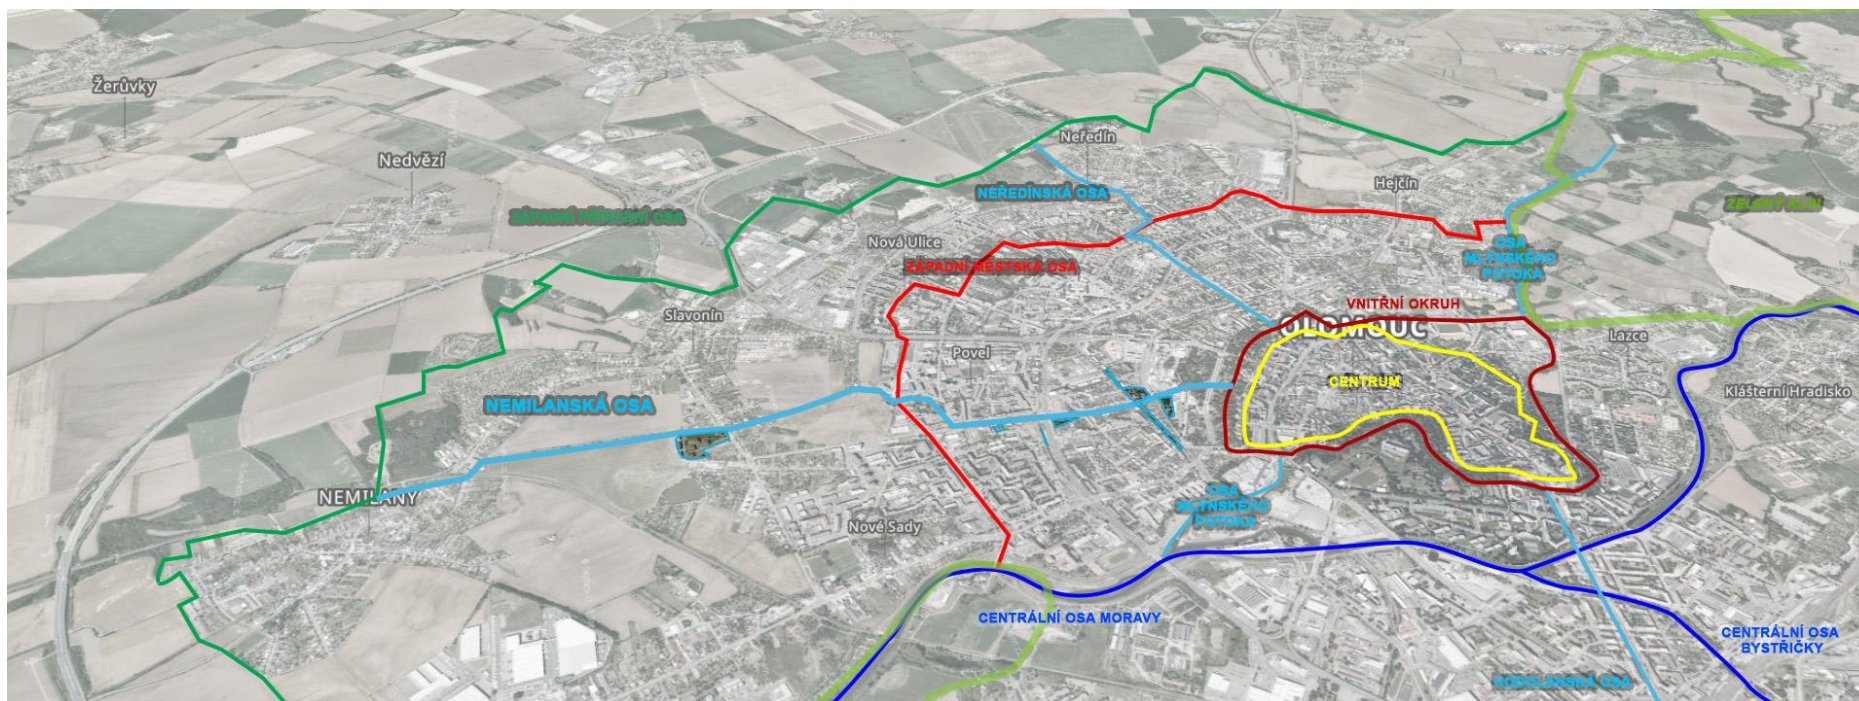 Žerůvky
Nedvězí
Neředín
NEŘEDÍNSKÁ OSA
Hejčín
ZÁPADNÍ PŘÍRODNÍ OSA
ZELENÝ KLÍN
Nová Ulice
ZÁPADNÍ MĚSTSKÁ OSA
OSA
MLÝNSKÉHO
POTOKA
Slavonín
VNITŘNÍ OKRUH
OLOMOUC
Lazce
Povel
CENTRUM
Klášterní Hradisko
NEMILANSKÁ OSA
NEMILANY
Nové Sady
OSA
MLÝNSKÉHO
POTOKA
CENTRÁLNÍ OSA MORAVY
CENTRÁLNÍ OSA
BYSTŘIČKY
HODOLANSKÁ OSA